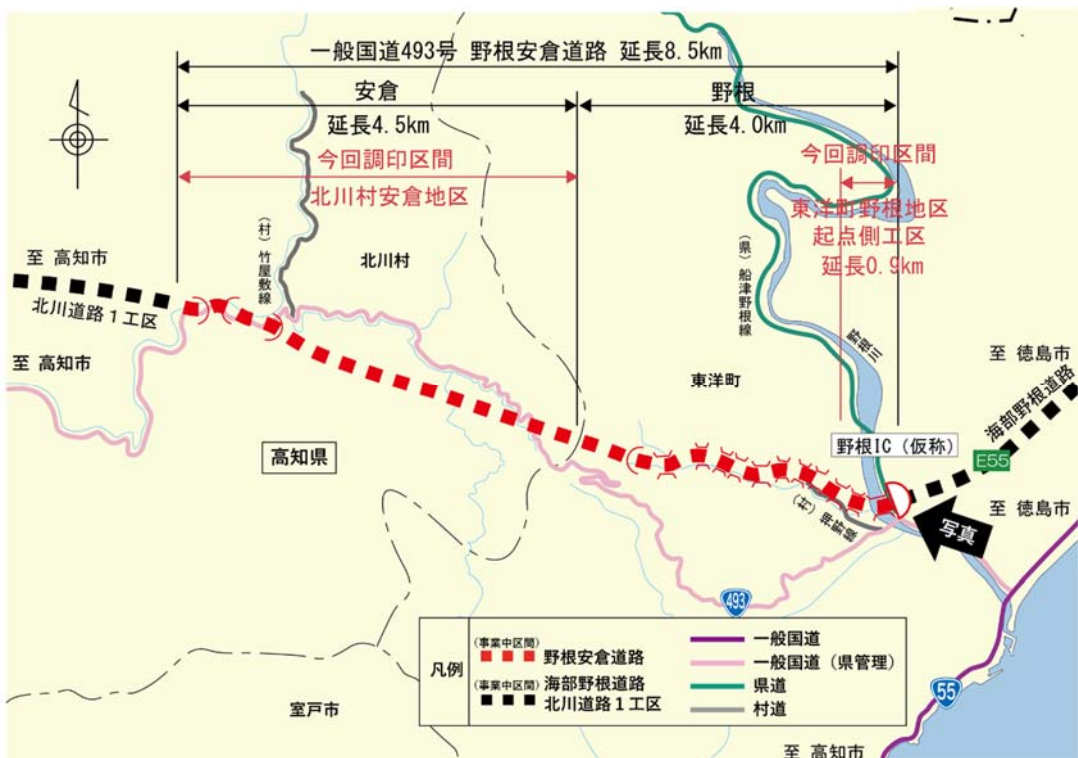 一般国道493号 野根安倉道路 延長8.5km
安倉
延長4.5km
野根
延長4.0km
今回調印区間
北川村安倉地区
今回調印区間
東洋町野根地区
起点側工区
延長0.9km
(村) 竹屋敷線
北川村
(県) 船津野根線
至 高知市
北川道路1工区
至 高知市
野根川
東洋町
至 徳島市
海部野根道路
野根IC (仮称)
E55
高知県
至 徳島市
(村) 押野線
写真
493
凡例
(事業中区間)
野根安倉道路
(事業中区間)
海部野根道路
北川道路1工区
一般国道
一般国道 (県管理)
県道
村道
室戸市
55
至 高知市